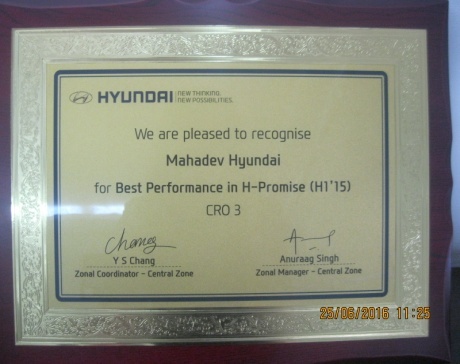 HYUNDAI
NEW THINKING.
NEW POSSIBILITIES.
We are pleased to recognise
Mahadev Hyundai
for Best Performance in H-Promise (H1'15)
CRO 3
Y S Chang
Zonal Coordinator - Central Zone
Anuraag Singh
Zonal Manager - Central Zone
25/06/2016 11:25